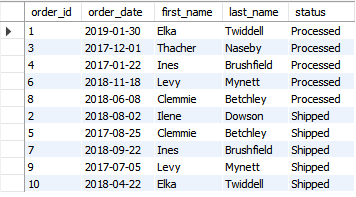 order_id order_date first_name last_name status
1 2019-01-30 Elka Twiddell Processed
3 2017-12-01 Thacher Naseby Processed
4 2017-01-22 Ines Brushfield Processed
6 2018-11-18 Levy Mynett Processed
8 2018-06-08 Clemmie Betchley Processed
2 2018-08-02 Ilene Dowson Shipped
5 2017-08-25 Clemmie Betchley Shipped
7 2018-09-22 Ines Brushfield Shipped
9 2017-07-05 Levy Mynett Shipped
10 2018-04-22 Elka Twiddell Shipped